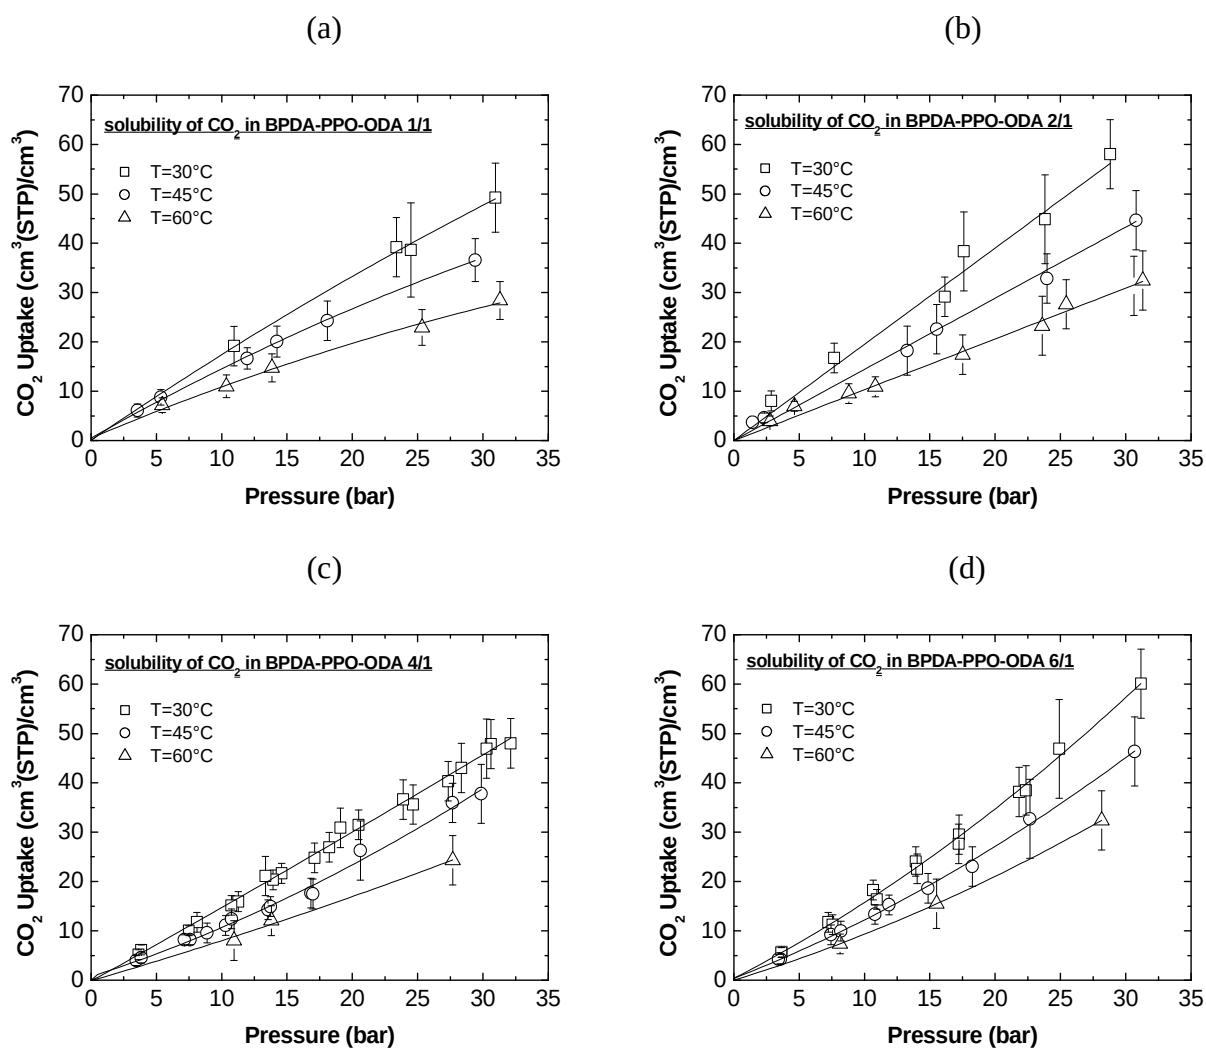 (a)
(b)
70
60
50
40
30
20
10
0
CO2 Uptake (cm3(STP)/cm3)
solubility of CO2 in BPDA-PPO-ODA 1/1
T=30°C
T=45°C
T=60°C
0 5 10 15 20 25 30 35
Pressure (bar)
70
60
50
40
30
20
10
0
CO2 Uptake (cm3(STP)/cm3)
solubility of CO2 in BPDA-PPO-ODA 2/1
T=30°C
T=45°C
T=60°C
0 5 10 15 20 25 30 35
Pressure (bar)
(c)
(d)
70
60
50
40
30
20
10
0
CO2 Uptake (cm3(STP)/cm3)
solubility of CO2 in BPDA-PPO-ODA 4/1
T=30°C
T=45°C
T=60°C
0 5 10 15 20 25 30 35
Pressure (bar)
70
60
50
40
30
20
10
0
CO2 Uptake (cm3(STP)/cm3)
solubility of CO2 in BPDA-PPO-ODA 6/1
T=30°C
T=45°C
T=60°C
0 5 10 15 20 25 30 35
Pressure (bar)